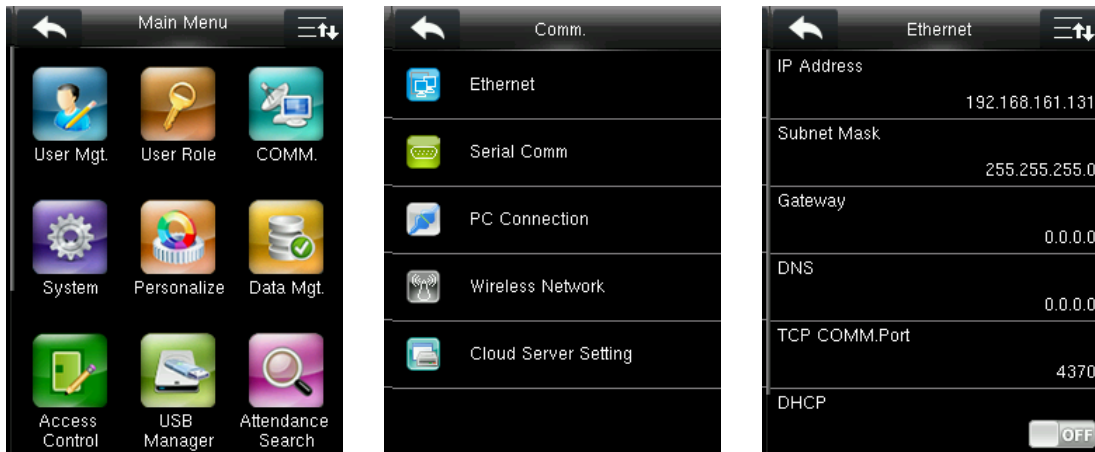 Main Menu
User Mgt.
User Role
COMM.
System
Personalize
Data Mgt.
Access
Control
USB
Manager
Attendance
Search
Comm.
Ethernet
Serial Comm
PC Connection
Wireless Network
Cloud Server Setting
Ethernet
IP Address
192.168.161.131
Subnet Mask
255.255.255.0
Gateway
0.0.0.0
DNS
0.0.0.0
TCP COMM.Port
4370
DHCP
OFF